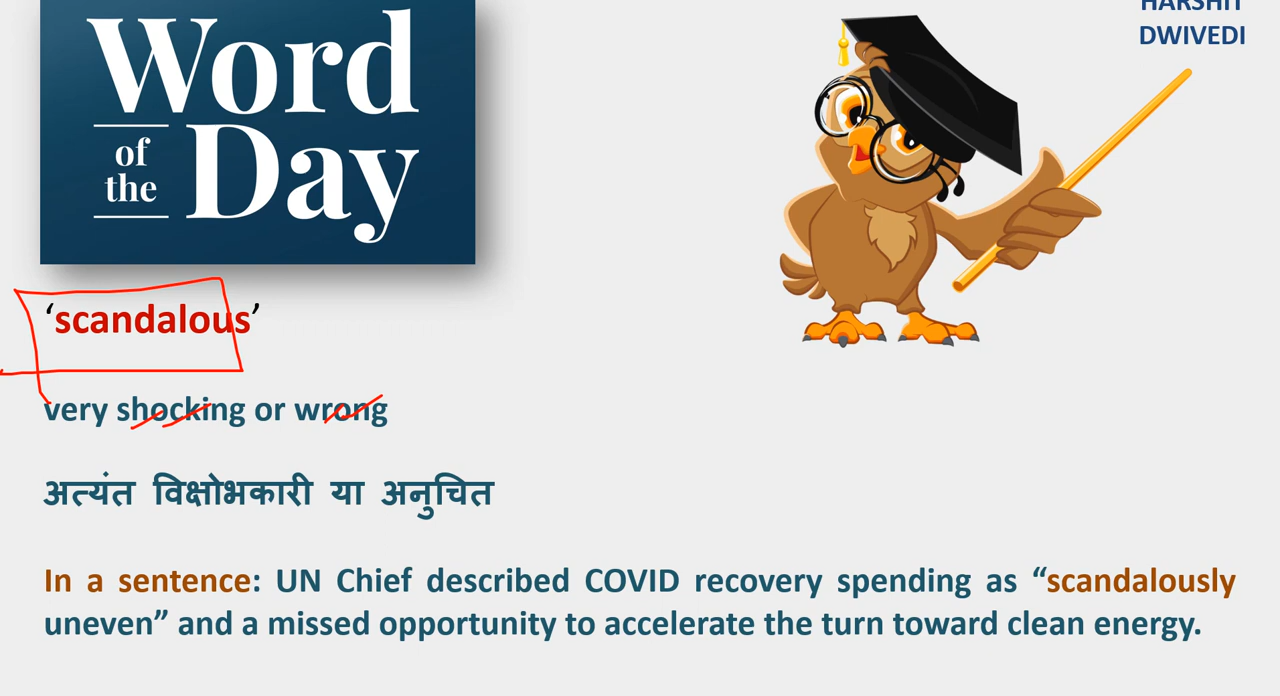 HARSHIT
DWIVEDI
Word
of
the
Day
‘scandalous’
very shocking or wrong
अत्यंत विक्षोभकारी या अनुचित
In a sentence: UN Chief described COVID recovery spending as “scandalously
uneven” and a missed opportunity to accelerate the turn toward clean energy.